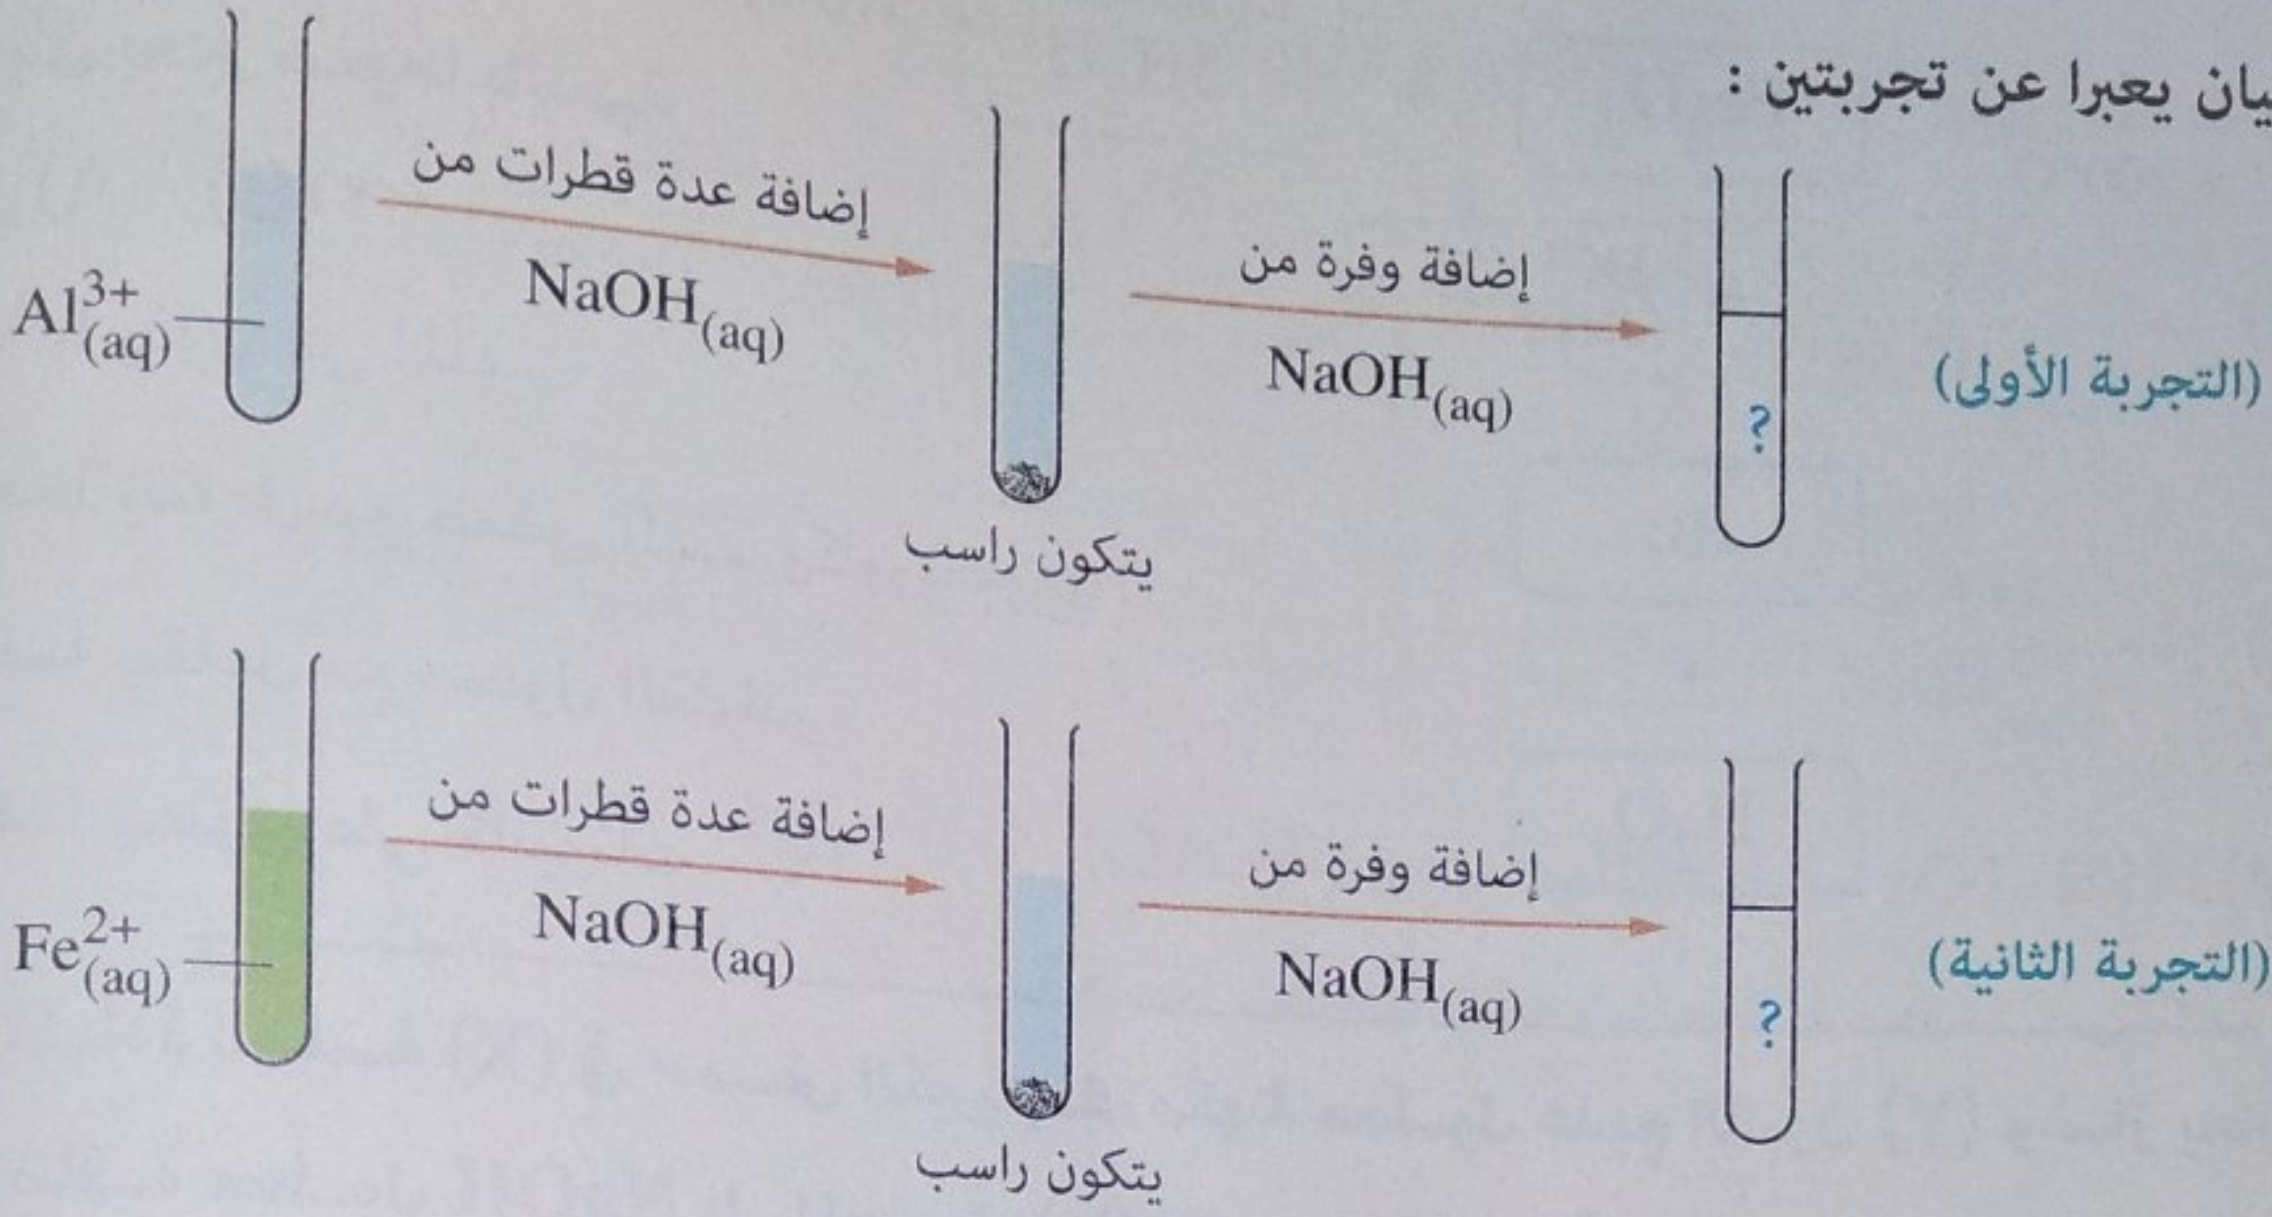 يعبرا عن تجربتين :
إضافة عدة قطرات من
NaOH(aq)
إضافة وفرة من
NaOH(aq)
Al3+(aq)
?
(التجربة الأولى)
يتكون راسب
إضافة عدة قطرات من
NaOH(aq)
إضافة وفرة من
NaOH(aq)
Fe2+(aq)
?
(التجربة الثانية)
يتكون راسب